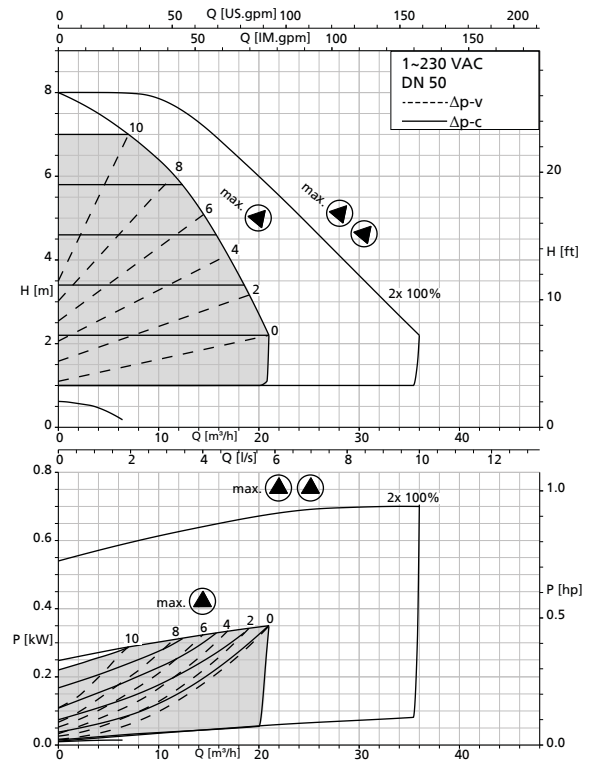 Q [US.gpm]
0 50 100 150 200
Q [IM.gpm]
0 50 100 150
1~230 VAC
DN 50
Δp-v
Δp-c
8
10
8
20
6
max.
6
max.
4
4
H [ft]
H [m]
2
2x 100%
10
0
2
0
0
0 10 20 30 40
Q [m³/h]
0 2 4 6 8 10 12
Q [l/s]
0.8
max.
2x 100%
1.0
0.6
max.
P [hp]
0.4
0.5
10 8 6 4 2 0
P [kW]
0.2
0.0
0.0
0 10 20 30 40
Q [m³/h]